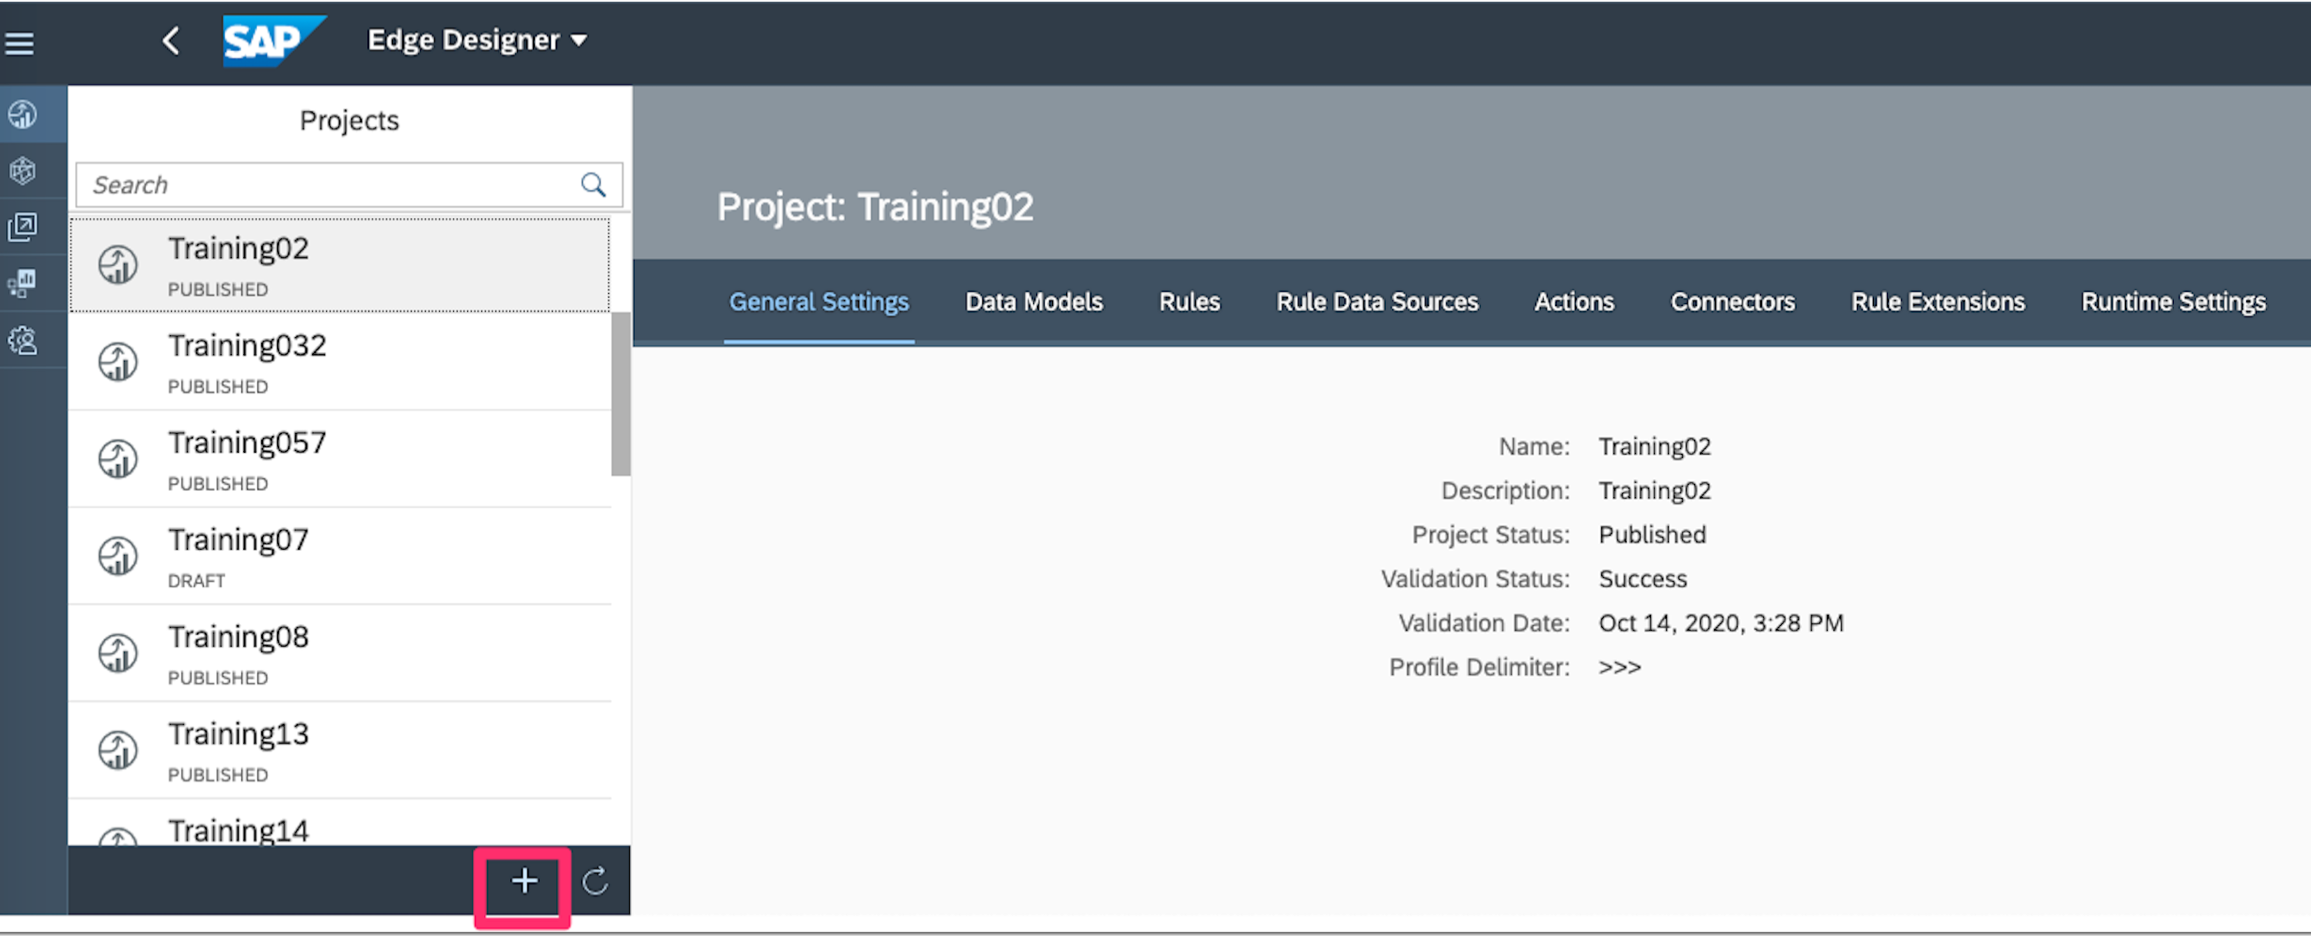 SAP
Edge Designer
Projects
Search
Training02
PUBLISHED
Training032
PUBLISHED
Training057
PUBLISHED
Training07
DRAFT
Training08
PUBLISHED
Training13
PUBLISHED
Training14
Project: Training02
General Settings Data Models Rules Rule Data Sources Actions Connectors Rule Extensions Runtime Settings
Name: Training02
Description: Training02
Project Status: Published
Validation Status: Success
Validation Date: Oct 14, 2020, 3:28 PM
Profile Delimiter: >>>